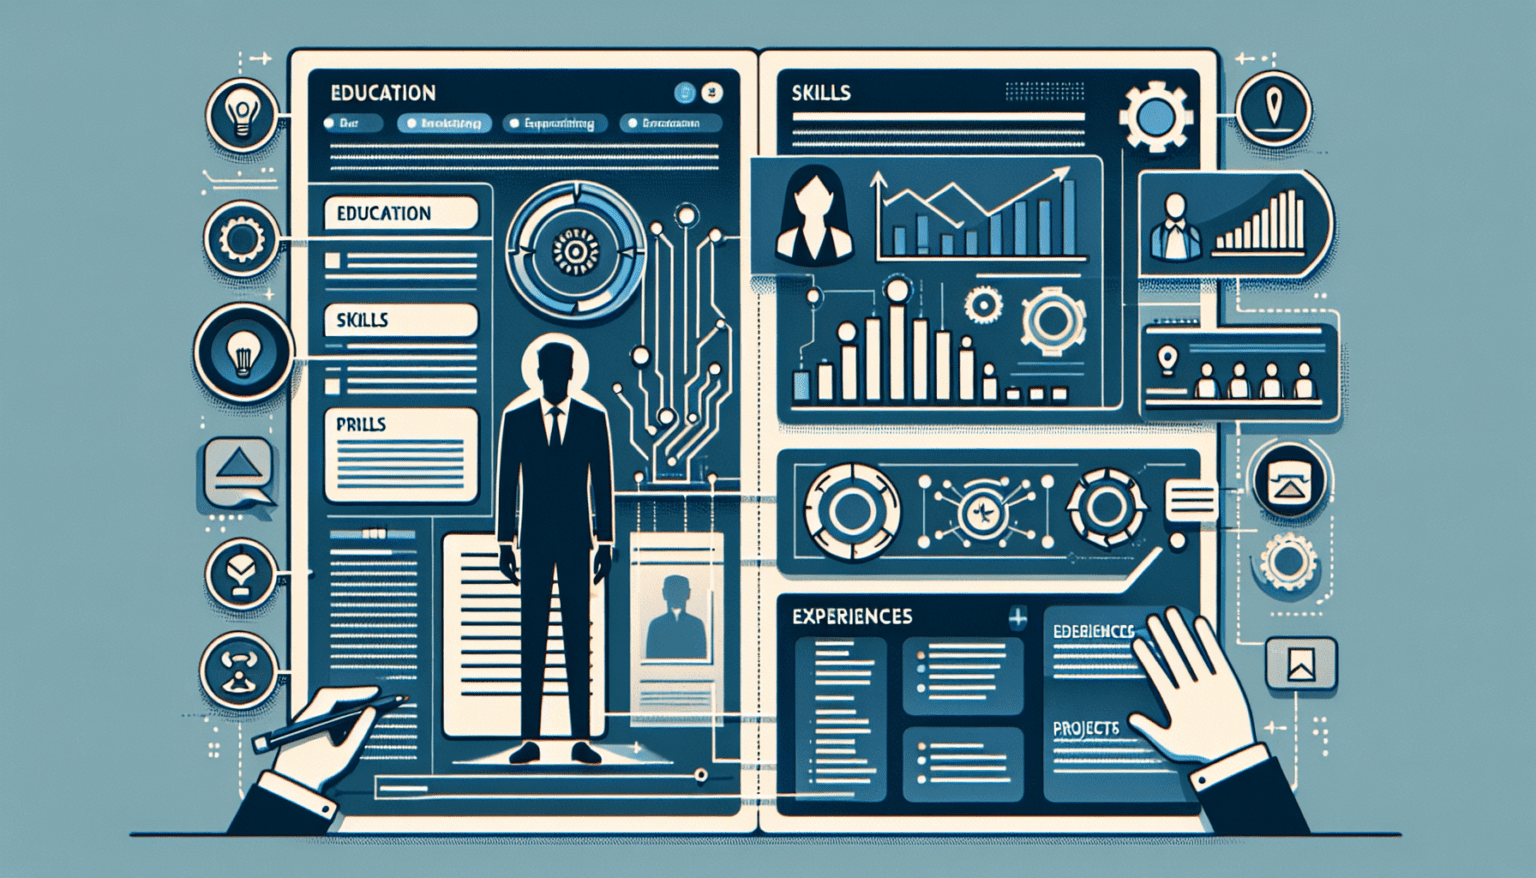 EDUCATION
EDUCATION
SKILLS
PRILLS
SKILLS
EXPERIENCES
EDEBIENCES
PROJECTS